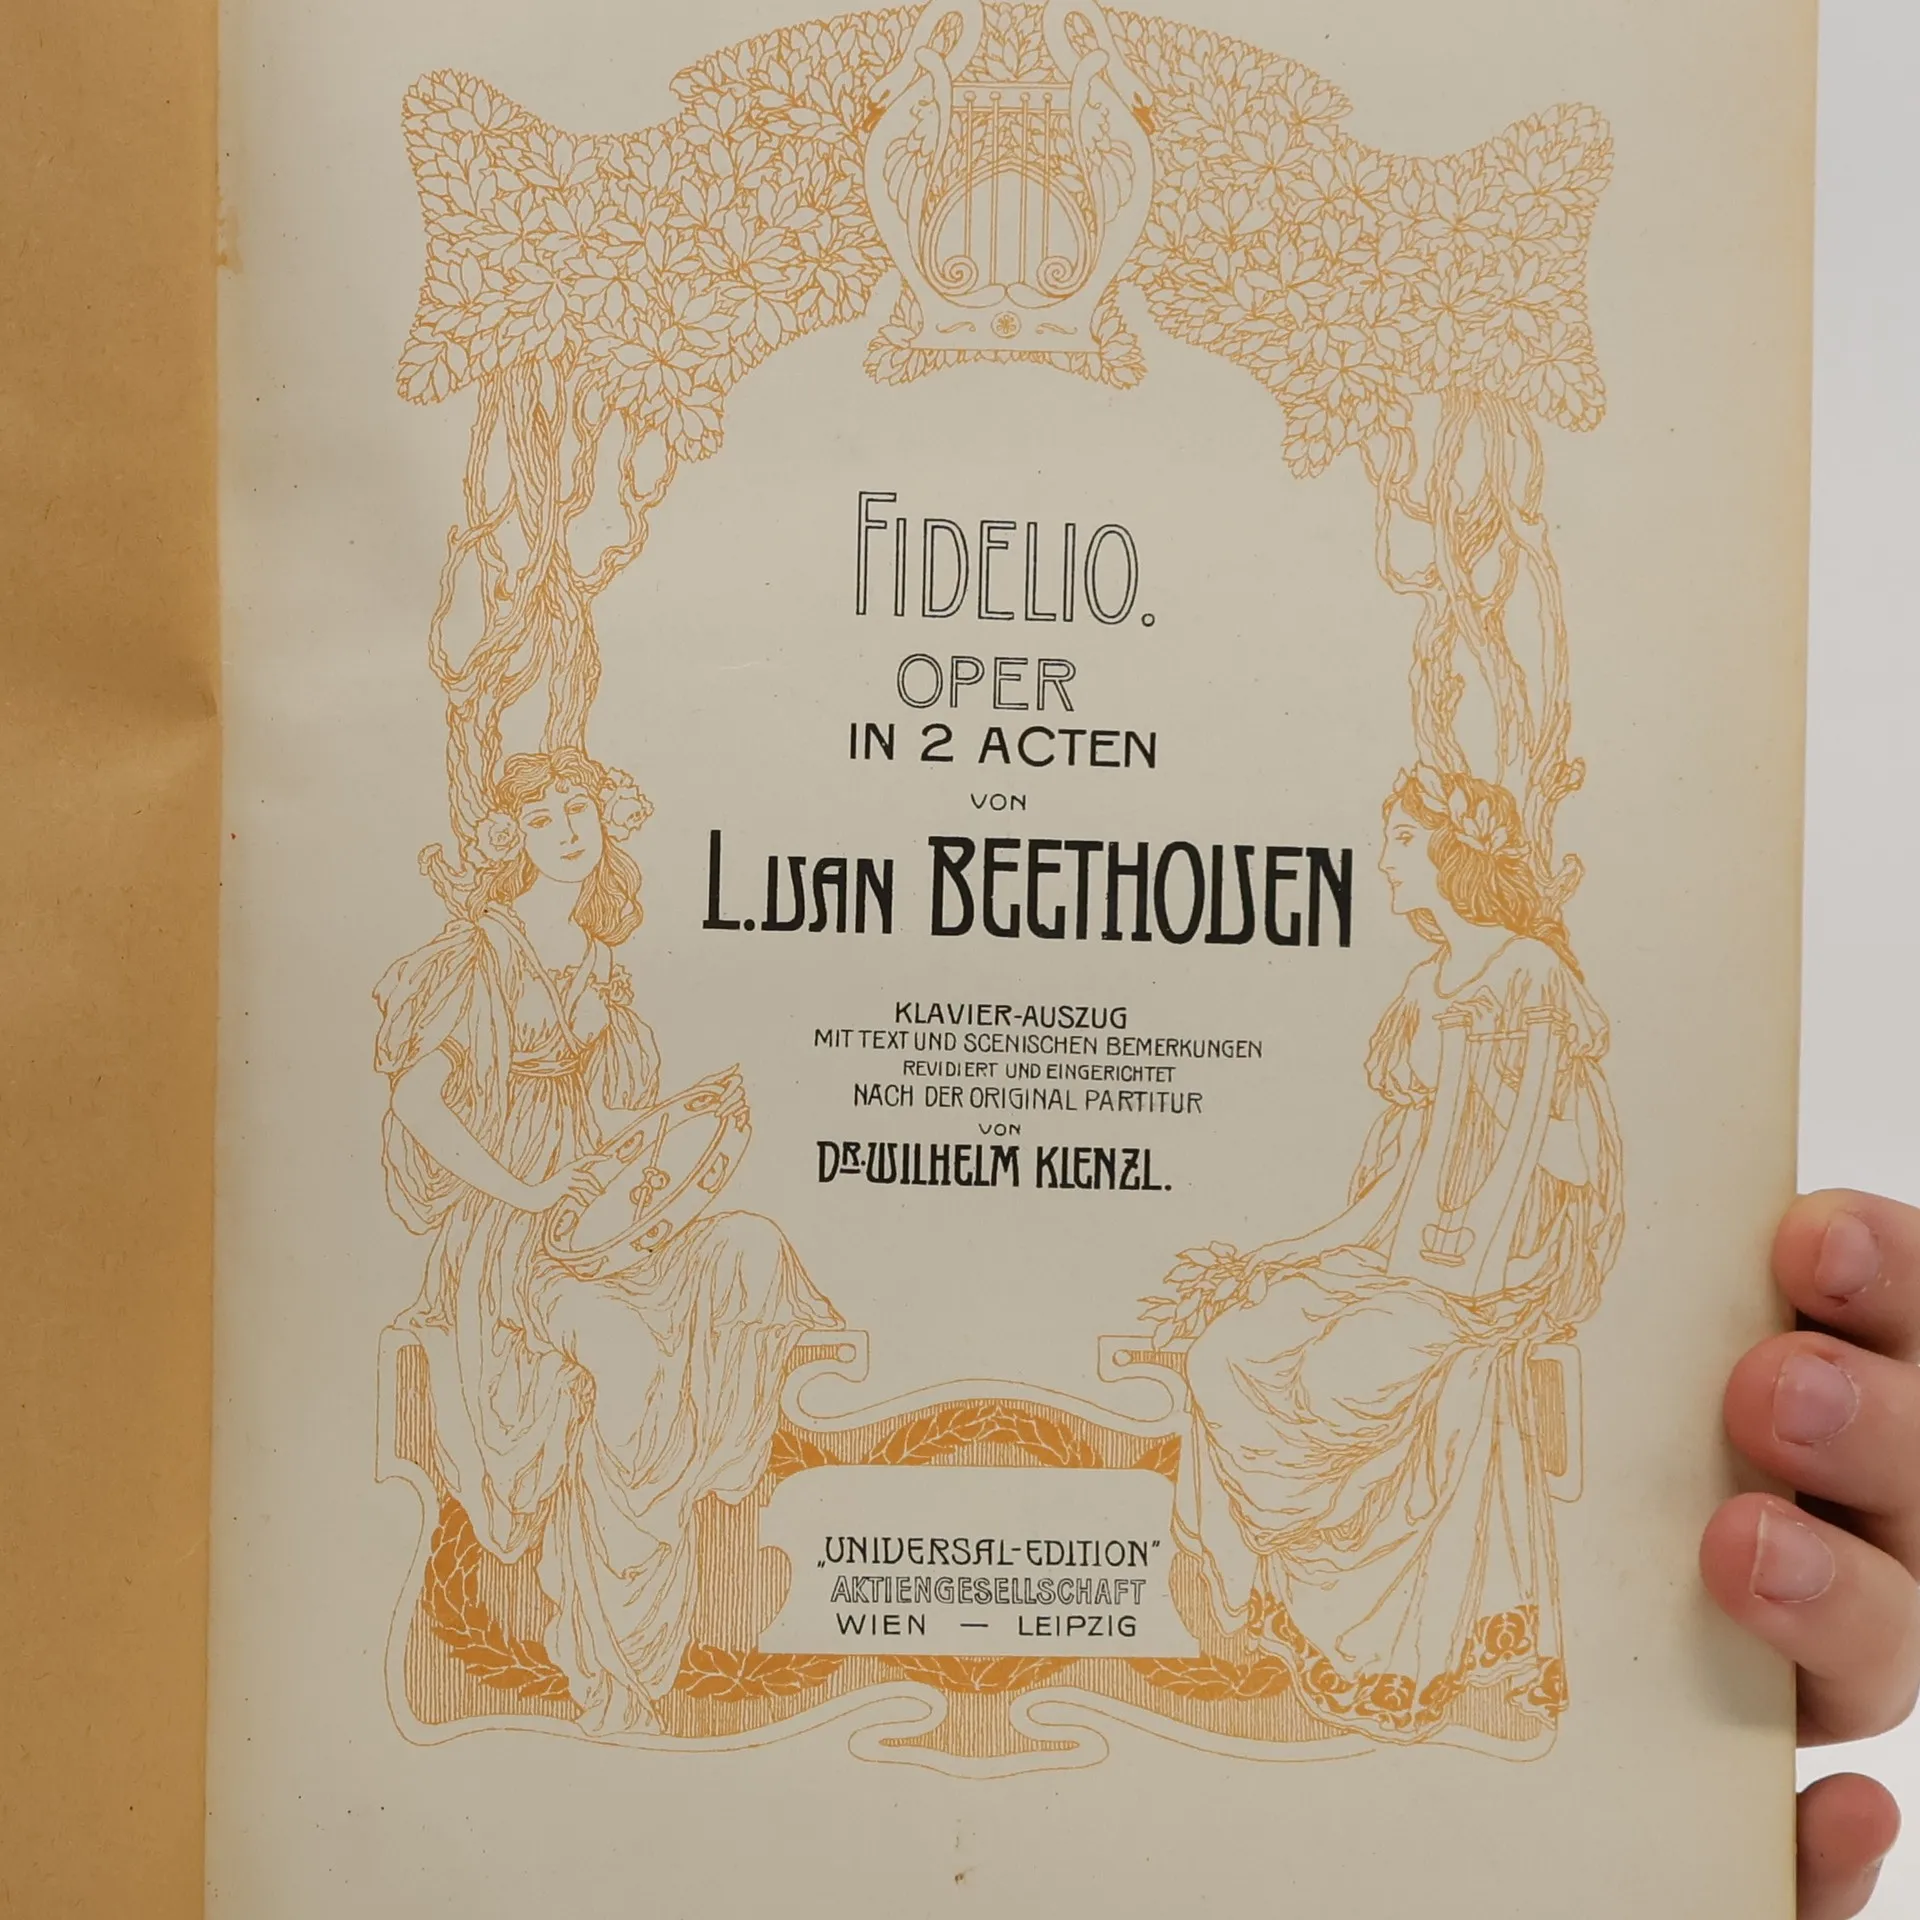 FIDELIO.
OPER
IN 2 ACTEN
VON
L. VAN BEETHOVEN
KLAVIER-AUSZUG
MIT TEXT UND SCENISCHEN BEMERKUNGEN
REVIDIERT UND EINGERICHTET
NACH DER ORIGINAL PARTITUR
VON
DR. WILHELM KIENZL.
„UNIVERSAL-EDITION"
AKTIENGESELLSCHAFT
WIEN — LEIPZIG